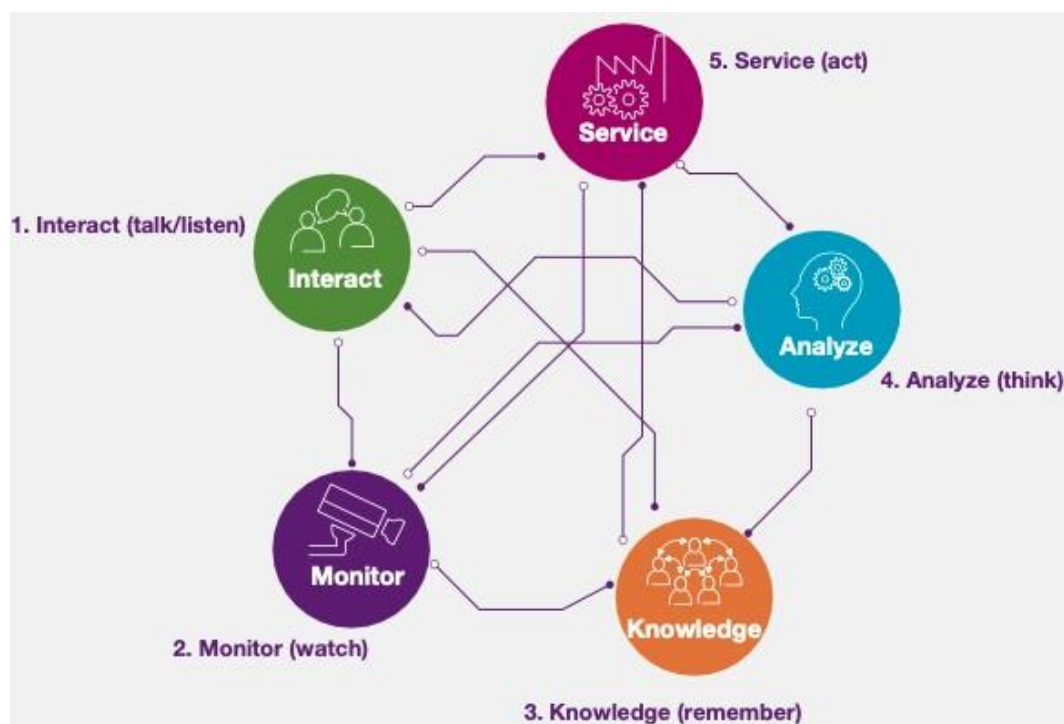 5. Service (act)
Service
1. Interact (talk/listen)
Interact
Analyze
4. Analyze (think)
Monitor
2. Monitor (watch)
Knowledge
3. Knowledge (remember)